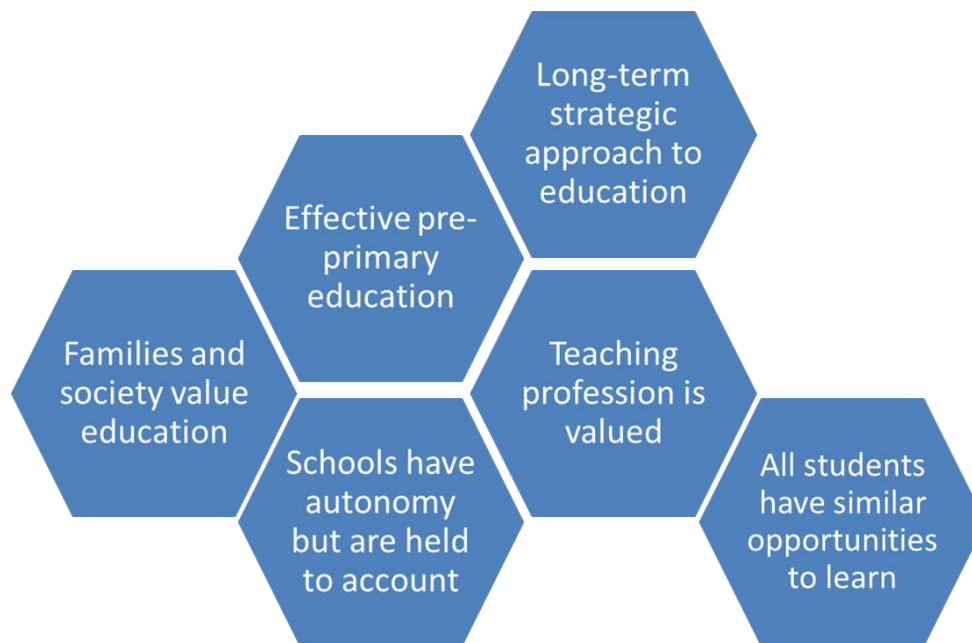 Long-term
strategic
approach to
education
Effective pre-
primary
education
Families and
society value
education
Teaching
profession is
valued
Schools have
autonomy
but are held
to account
All students
have similar
opportunities
to learn